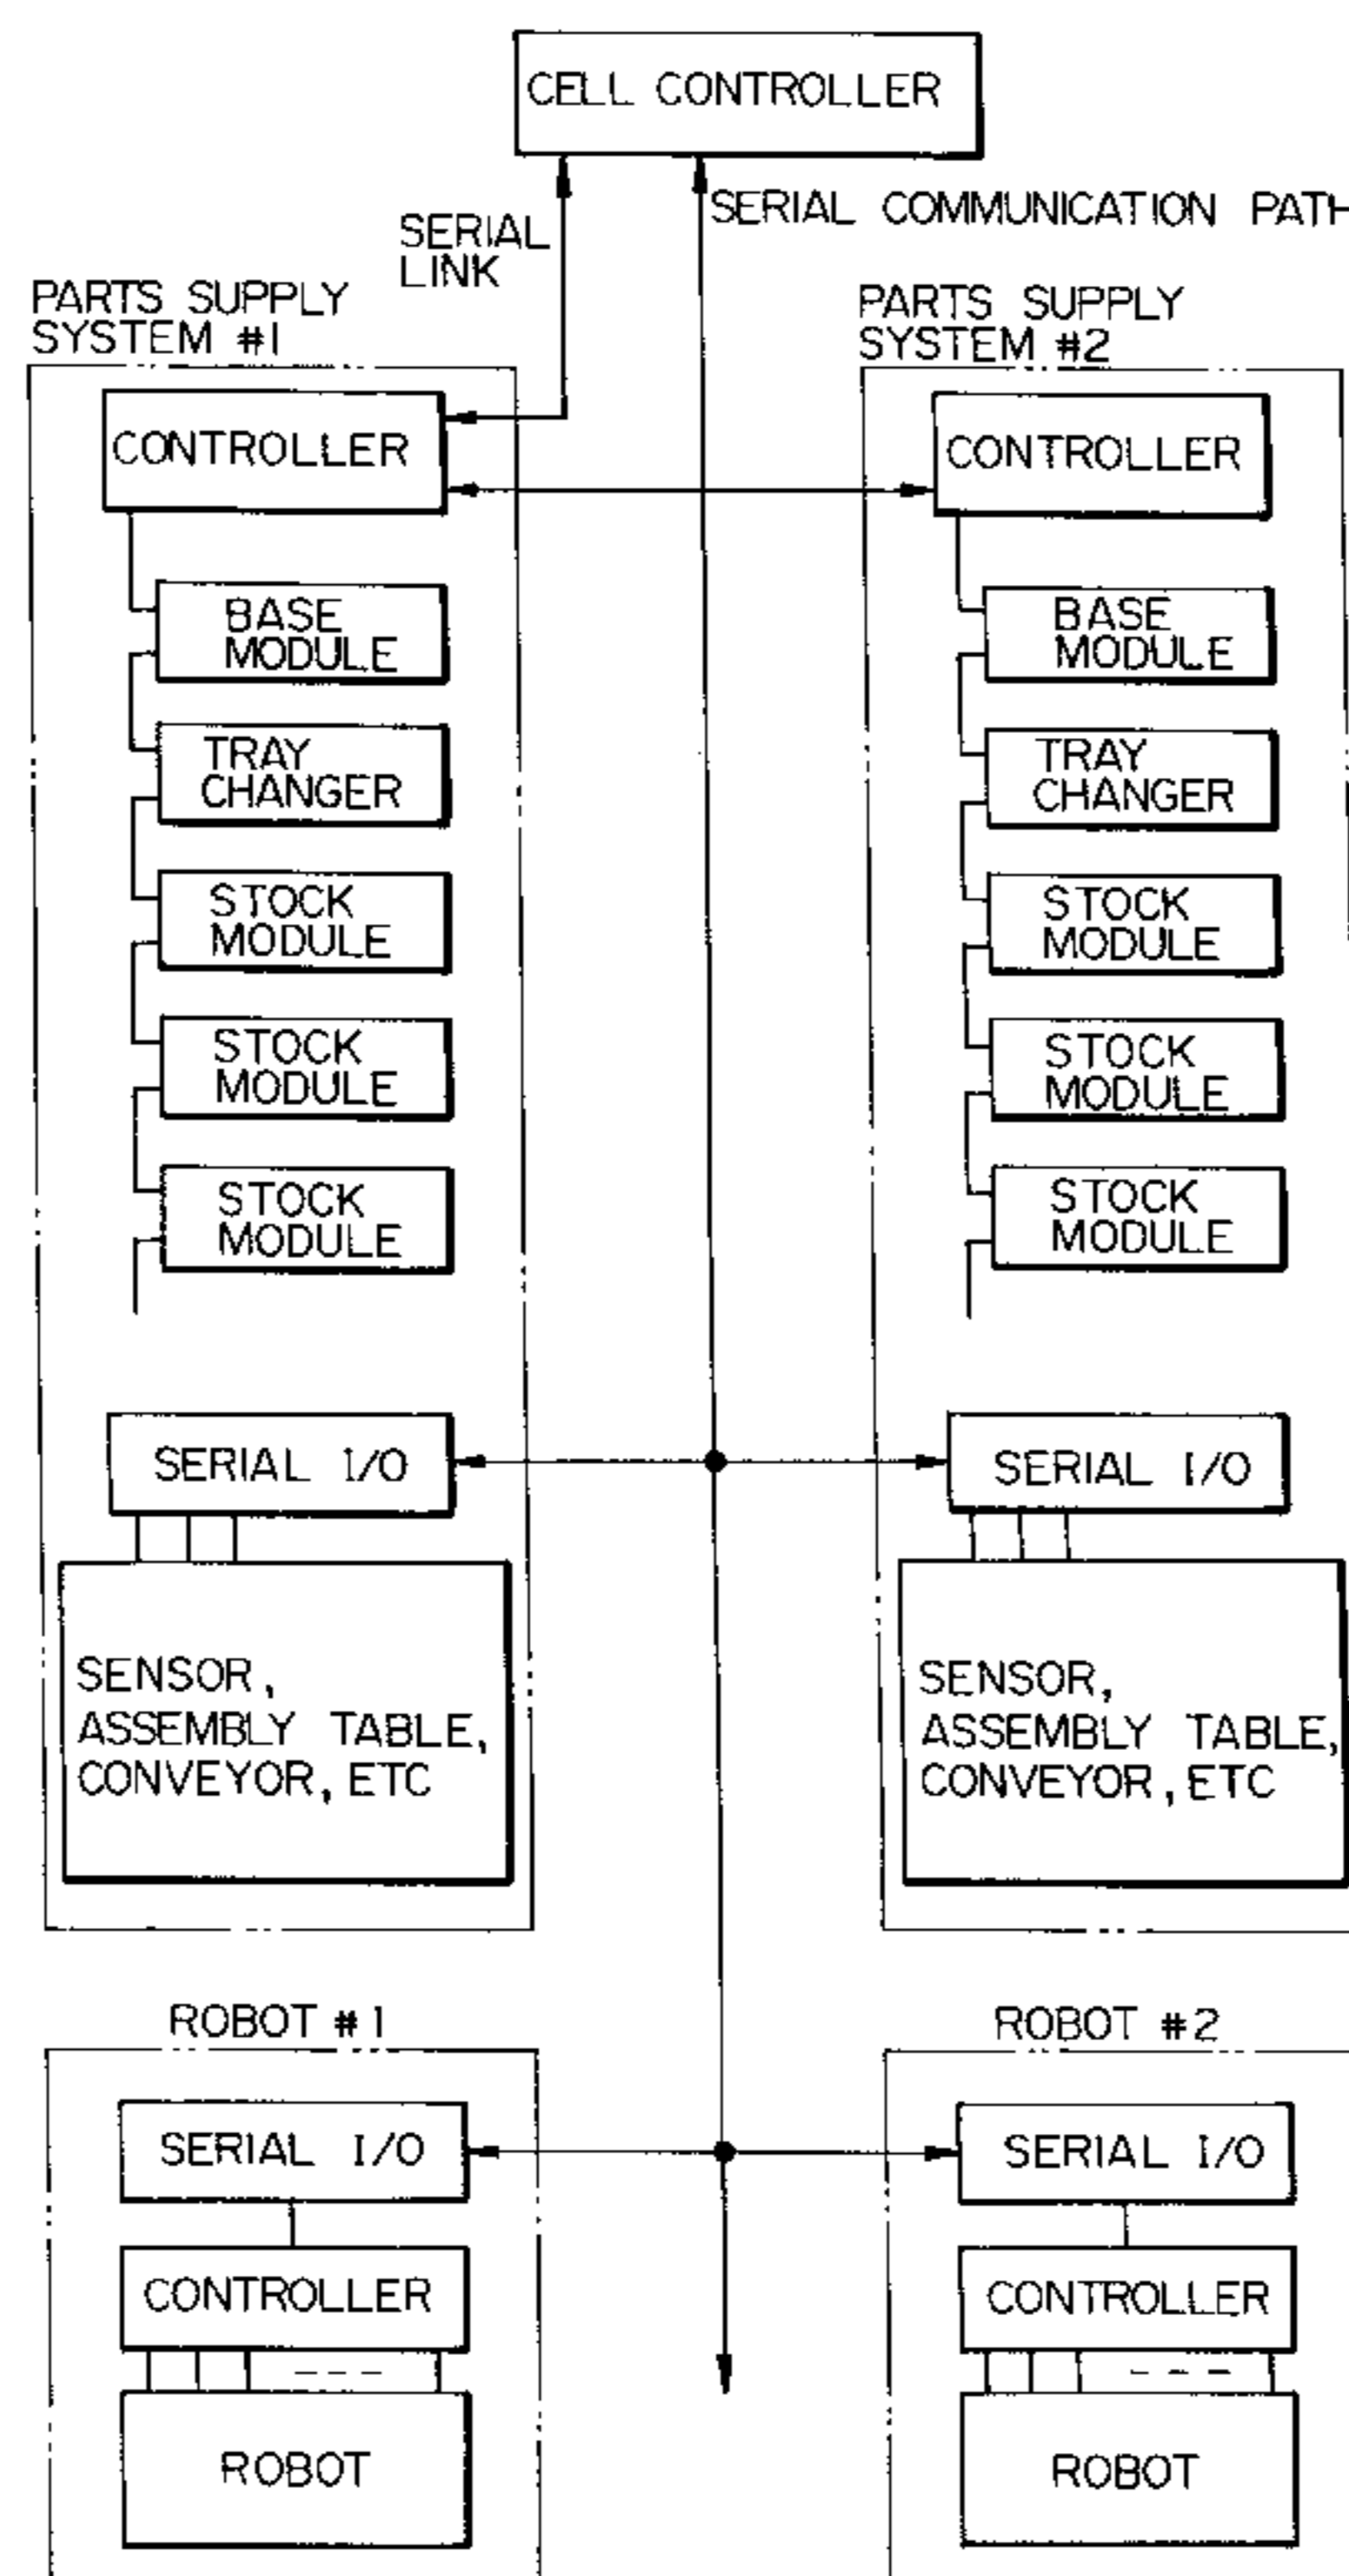 CELL CONTROLLER
SERIAL COMMUNICATION PATH
SERIAL
LINK
PARTS SUPPLY
SYSTEM #1
CONTROLLER
BASE
MODULE
TRAY
CHANGER
STOCK
MODULE
STOCK
MODULE
STOCK
MODULE
SERIAL I/O
SENSOR,
ASSEMBLY TABLE,
CONVEYOR, ETC
PARTS SUPPLY
SYSTEM #2
CONTROLLER
BASE
MODULE
TRAY
CHANGER
STOCK
MODULE
STOCK
MODULE
STOCK
MODULE
SERIAL I/O
SENSOR,
ASSEMBLY TABLE,
CONVEYOR, ETC
ROBOT #1
SERIAL I/O
CONTROLLER
ROBOT
ROBOT #2
SERIAL I/O
CONTROLLER
ROBOT